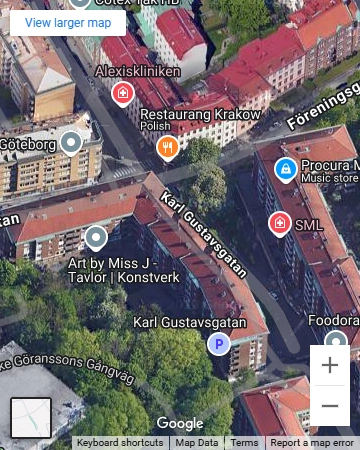 Cotex Tak HB
View larger map
Alexiskliniken
Restaurang Krakow
Polish
Föreningsg
Göteborg
Procura M
Music store
Karl Gustavsgatan
SML
tan
Art by Miss J -
Tavlor | Konstverk
Karl Gustavsgatan
P
Foodora
ke Göranssons Gångväg
Google
Keyboard shortcuts
Map Data
Terms
Report a map error